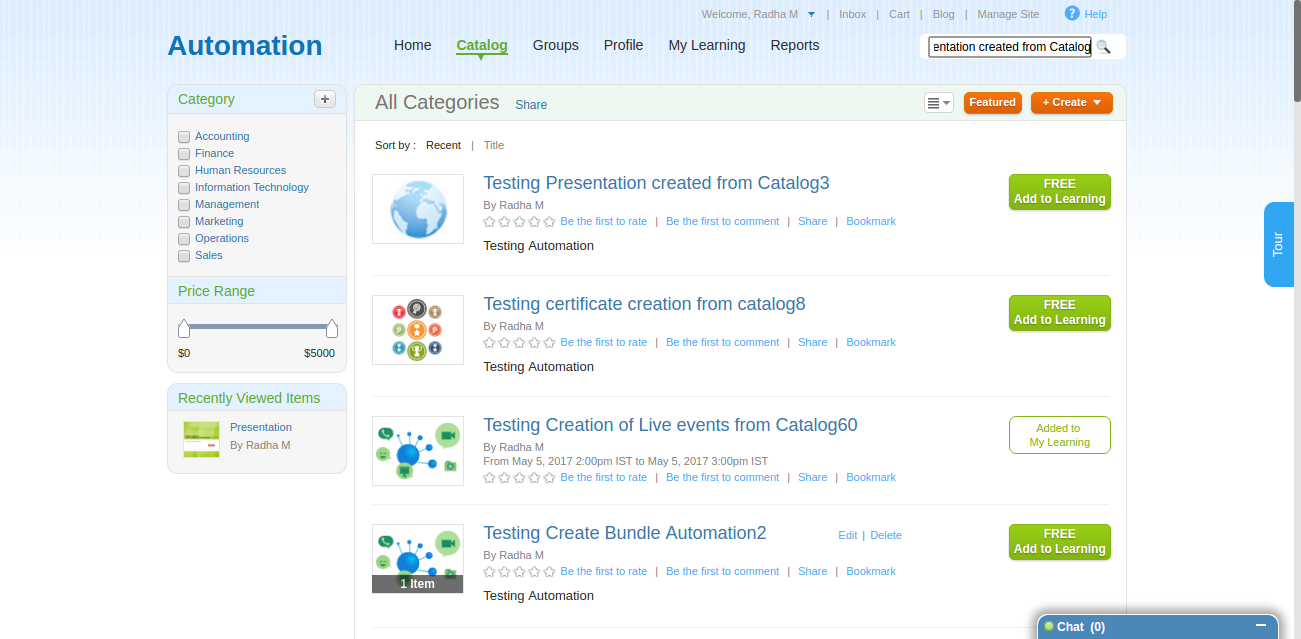 Welcome, Radha M | Inbox | Cart | Blog | Manage Site ? Help
Automation
Home Catalog Groups Profile My Learning Reports
entation created from Catalog
Category +
Accounting
Finance
Human Resources
Information Technology
Management
Marketing
Operations
Sales
Price Range
$0 $5000
Recently Viewed Items
Presentation
By Radha M
All Categories Share
Featured + Create
Sort by : Recent | Title
Testing Presentation created from Catalog3
By Radha M
Be the first to rate | Be the first to comment | Share | Bookmark
Testing Automation
FREE
Add to Learning
Testing certificate creation from catalog8
By Radha M
Be the first to rate | Be the first to comment | Share | Bookmark
Testing Automation
FREE
Add to Learning
Testing Creation of Live events from Catalog60
By Radha M
From May 5, 2017 2:00pm IST to May 5, 2017 3:00pm IST
Be the first to rate | Be the first to comment | Share | Bookmark
Added to
My Learning
1 Item
Testing Create Bundle Automation2 Edit | Delete
By Radha M
Be the first to rate | Be the first to comment | Share | Bookmark
Testing Automation
FREE
Add to Learning
Tour
Chat (0)